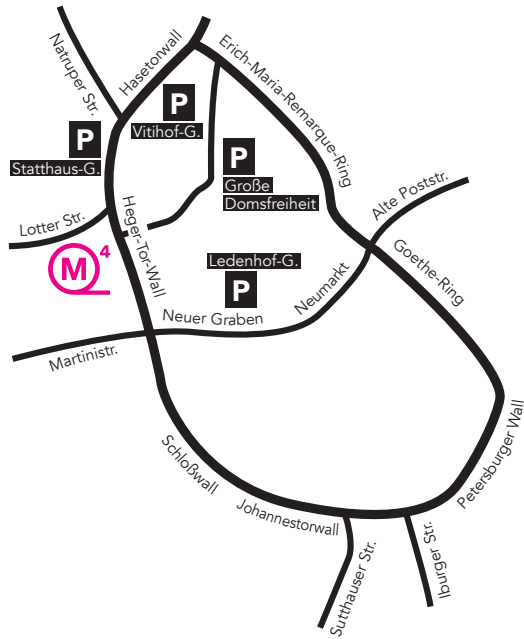 Natruper Str.
Hasetorwall
Erich-Maria-Remarque-Ring
P
Vitihof-G.
P
Statthaus-G.
P
Große
Domsfreiheit
Alte Poststr.
Lotter Str.
Heger-Tor-Wall
M4
Ledenhof-G.
P
Goethe-Ring
Neumarkt
Neuer Graben
Martinistr.
Schloßwall
Johannestorwall
Petersburger Wall
Sutthauser Str.
Iburger Str.